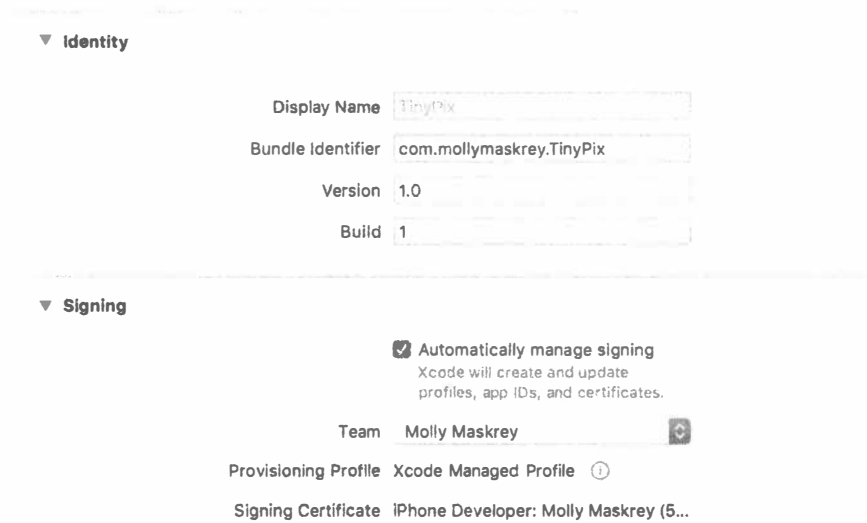 Identity
Display Name TinyPix
Bundle Identifier com.mollymaskrey.TinyPix
Version 1.0
Build 1
Signing
Automatically manage signing
Xcode will create and update
profiles, app IDs, and certificates.
Team Molly Maskrey
Provisioning Profile Xcode Managed Profile
Signing Certificate iPhone Developer: Molly Maskrey (5...